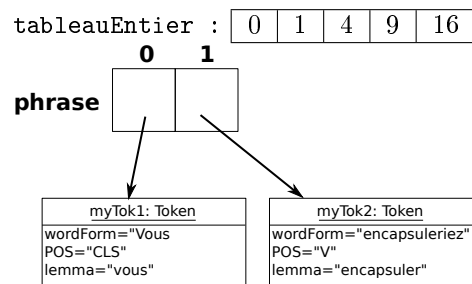 tableauEntier : 0 1 4 9 16
0 1
phrase
myTok1: Token
wordForm="Vous
POS="CLS"
lemma="vous"
myTok2: Token
wordForm="encapsuleriez"
POS="V"
lemma="encapsuler"